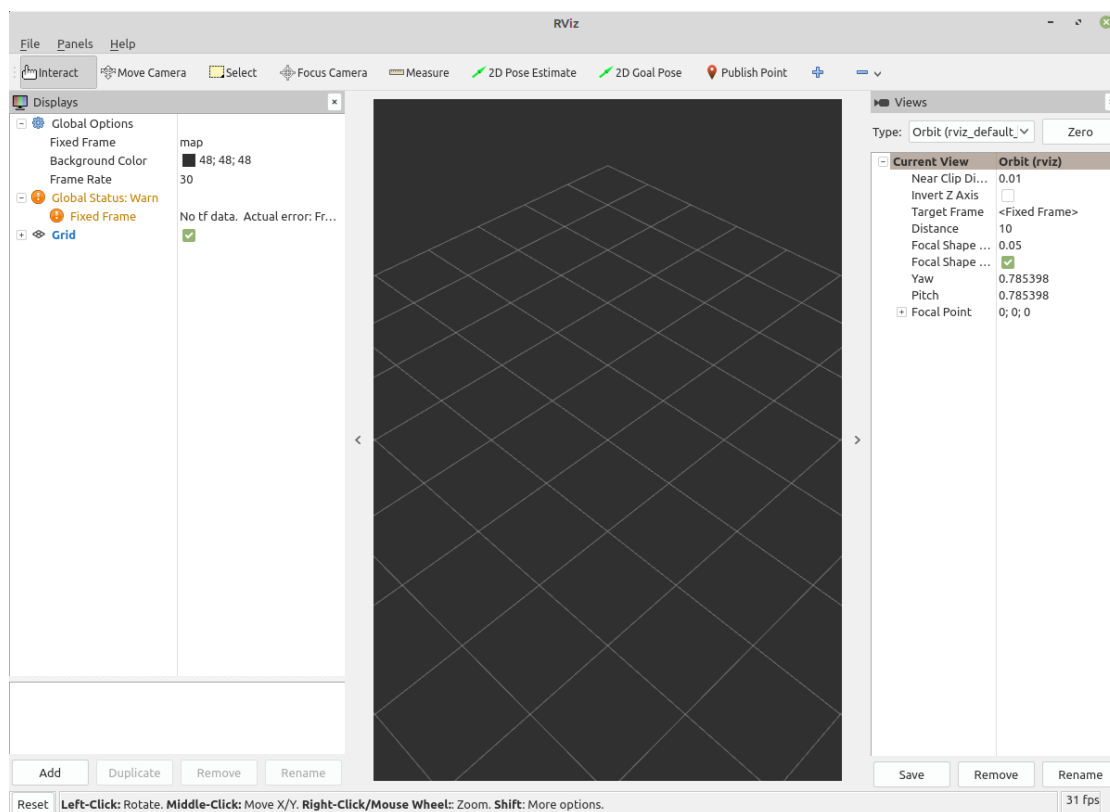 RViz
File Panels Help
Interact Move Camera Select Focus Camera Measure 2D Pose Estimate 2D Goal Pose Publish Point
Displays
Global Options
Fixed Frame map
Background Color 48; 48; 48
Frame Rate 30
Global Status: Warn
Fixed Frame No tf data. Actual error: Fr...
Grid
Add Duplicate Remove Rename
Views
Type: Orbit (rviz_default_ Zero
Current View Orbit (rviz)
Near Clip Di... 0.01
Invert Z Axis
Target Frame <Fixed Frame>
Distance 10
Focal Shape ... 0.05
Focal Shape ...
Yaw 0.785398
Pitch 0.785398
Focal Point 0; 0; 0
Save Remove Rename
Reset Left-Click: Rotate. Middle-Click: Move X/Y. Right-Click/Mouse Wheel:: Zoom. Shift: More options. 31 fps